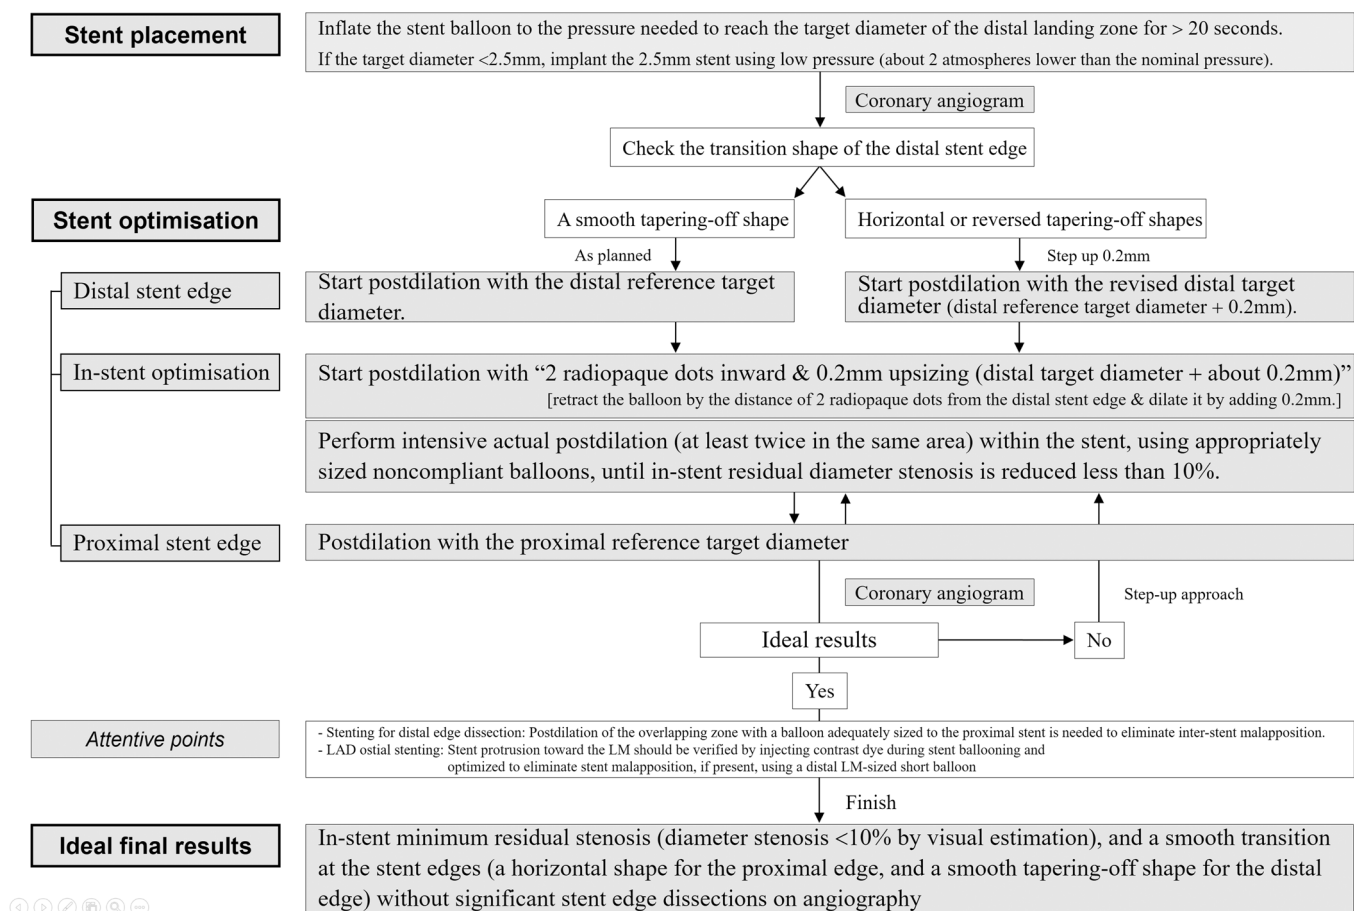 Stent placement
Inflate the stent balloon to the pressure needed to reach the target diameter of the distal landing zone for > 20 seconds.
If the target diameter <2.5mm, implant the 2.5mm stent using low pressure (about 2 atmospheres lower than the nominal pressure).
Coronary angiogram
Check the transition shape of the distal stent edge
Stent optimisation
A smooth tapering-off shape
Horizontal or reversed tapering-off shapes
As planned
Step up 0.2mm
Distal stent edge
Start postdilation with the distal reference target
diameter.
Start postdilation with the revised distal target
diameter (distal reference target diameter + 0.2mm).
In-stent optimisation
Start postdilation with “2 radiopaque dots inward & 0.2mm upsizing (distal target diameter + about 0.2mm)”
[retract the balloon by the distance of 2 radiopaque dots from the distal stent edge & dilate it by adding 0.2mm.]
Perform intensive actual postdilation (at least twice in the same area) within the stent, using appropriately
sized noncompliant balloons, until in-stent residual diameter stenosis is reduced less than 10%.
Proximal stent edge
Postdilation with the proximal reference target diameter
Coronary angiogram
Step-up approach
Ideal results
No
Yes
Attentive points
- Stenting for distal edge dissection: Postdilation of the overlapping zone with a balloon adequately sized to the proximal stent is needed to eliminate inter-stent malapposition.
- LAD ostial stenting: Stent protrusion toward the LM should be verified by injecting contrast dye during stent ballooning and
optimized to eliminate stent malapposition, if present, using a distal LM-sized short balloon
Finish
Ideal final results
In-stent minimum residual stenosis (diameter stenosis <10% by visual estimation), and a smooth transition
at the stent edges (a horizontal shape for the proximal edge, and a smooth tapering-off shape for the distal
edge) without significant stent edge dissections on angiography